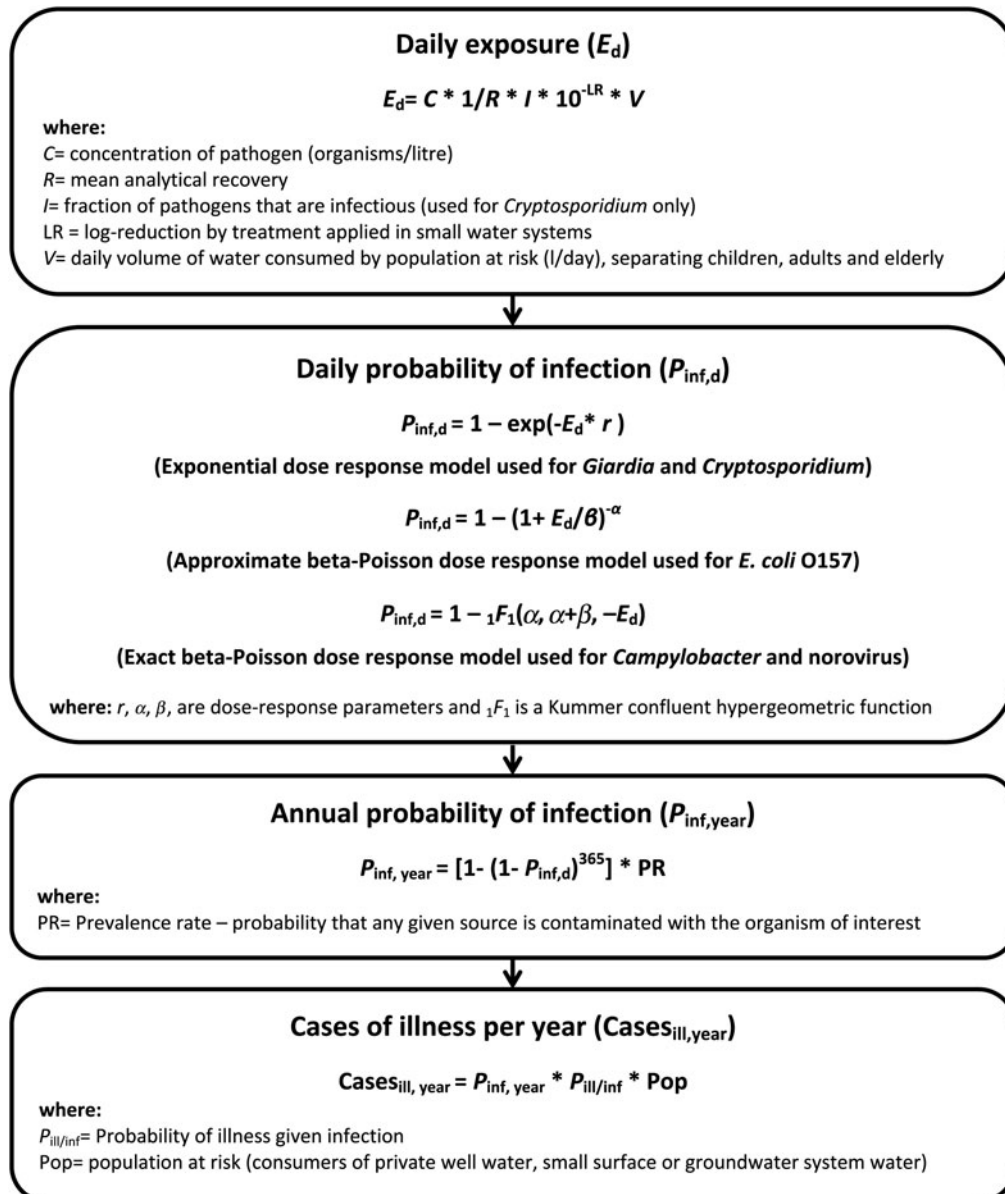 Daily exposure (Ed)
Ed= C * 1/R * I * 10-LR * V
where:
C= concentration of pathogen (organisms/litre)
R= mean analytical recovery
I= fraction of pathogens that are infectious (used for Cryptosporidium only)
LR = log-reduction by treatment applied in small water systems
V= daily volume of water consumed by population at risk (l/day), separating children, adults and elderly
Daily probability of infection (Pinf,d)
Pinf,d = 1 – exp(-Ed* r )
(Exponential dose response model used for Giardia and Cryptosporidium)
Pinf,d = 1 – (1+ Ed/β)-α
(Approximate beta-Poisson dose response model used for E. coli O157)
Pinf,d = 1 – 1F1(α, α+β, –Ed)
(Exact beta-Poisson dose response model used for Campylobacter and norovirus)
where: r, α, β, are dose-response parameters and 1F1 is a Kummer confluent hypergeometric function
Annual probability of infection (Pinf,year)
Pinf, year = [1- (1- Pinf,d)365] * PR
where:
PR= Prevalence rate – probability that any given source is contaminated with the organism of interest
Cases of illness per year (Casesill,year)
Casesill, year = Pinf, year * Pill/inf * Pop
where:
Pill/inf= Probability of illness given infection
Pop= population at risk (consumers of private well water, small surface or groundwater system water)